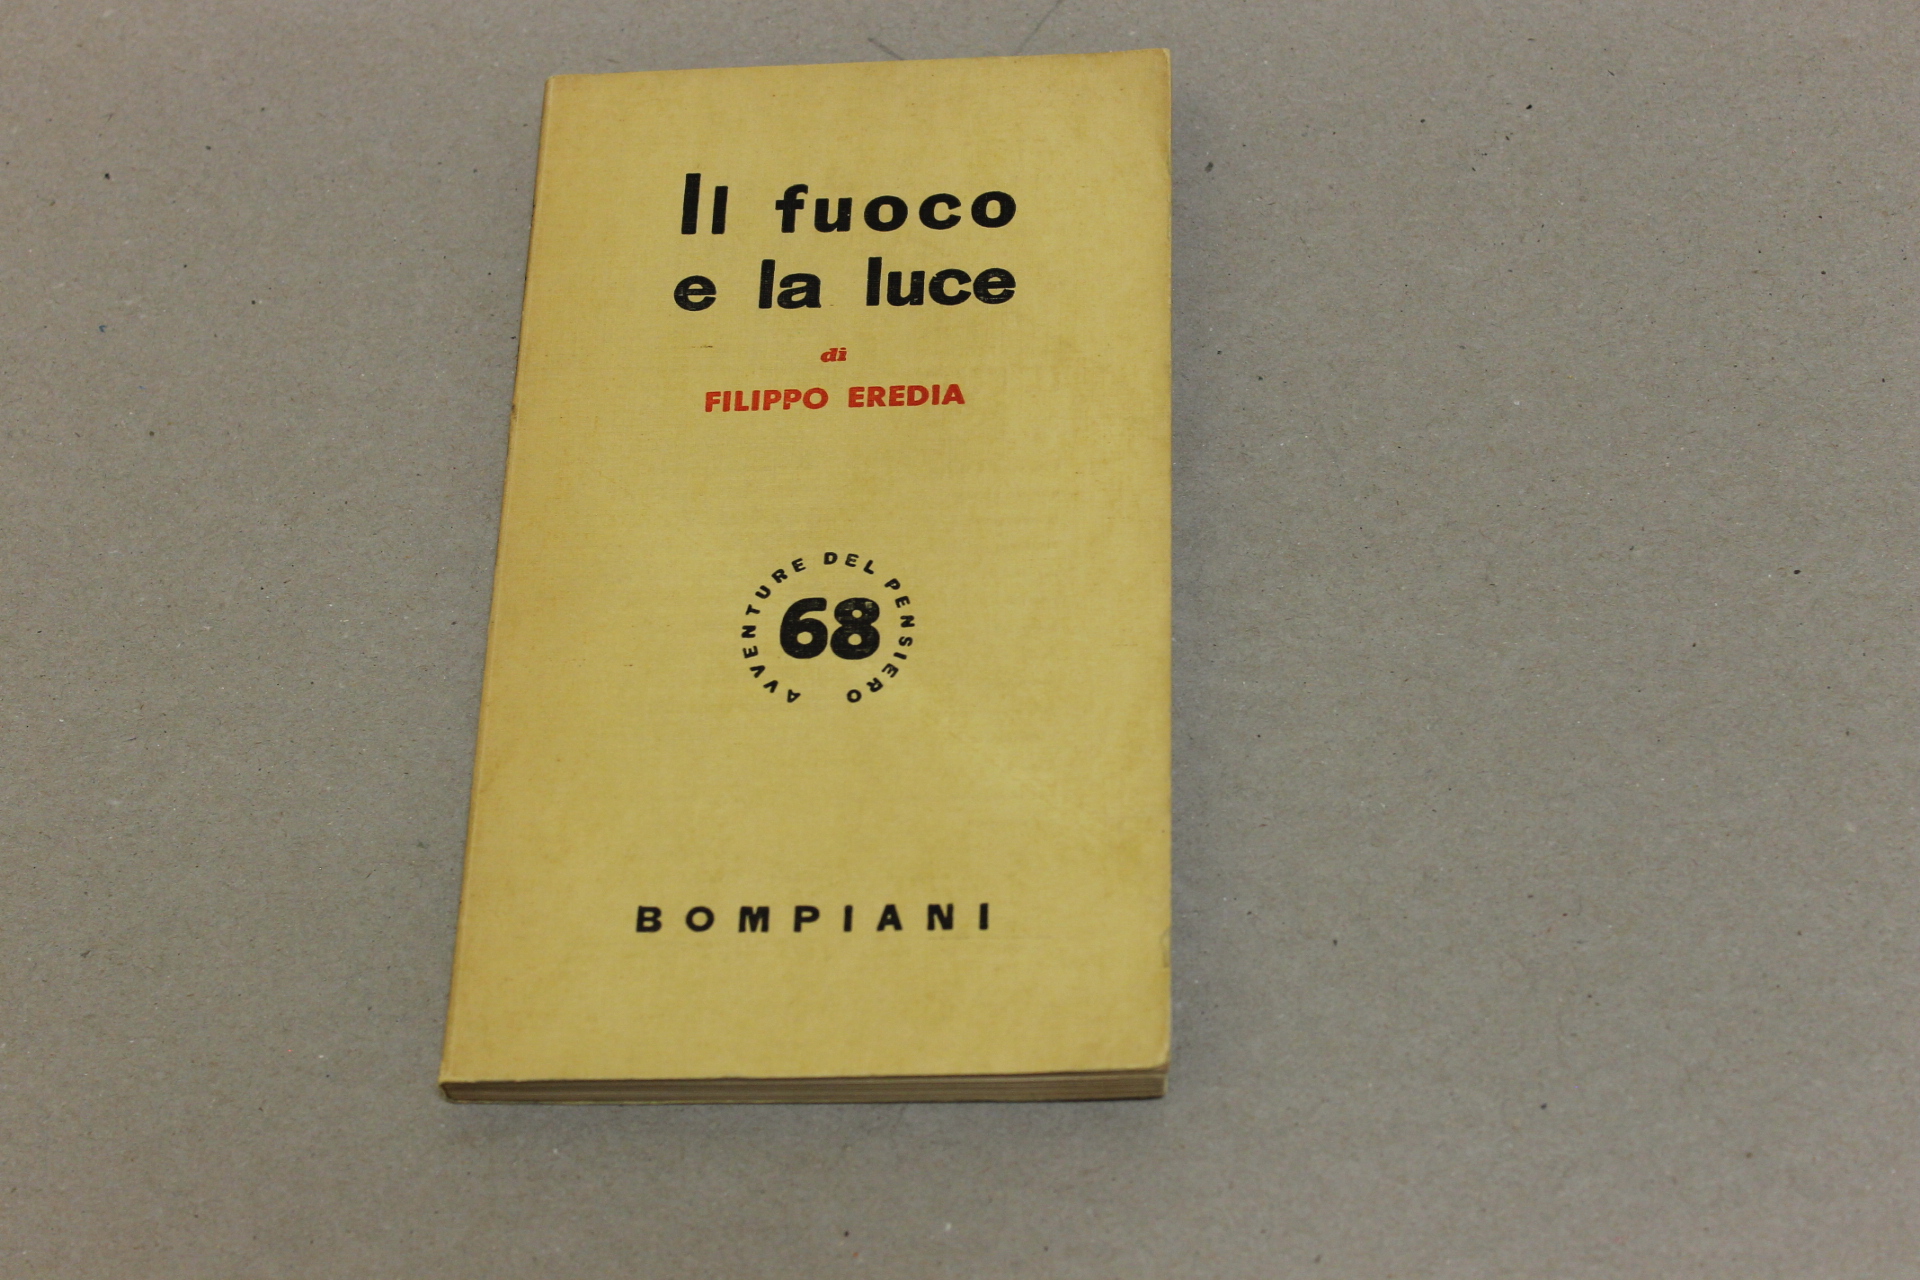 Il fuoco
e la luce
di
FILIPPO EREDIA
AVVENTURE DEL PENSIERO
68
BOMPIANI